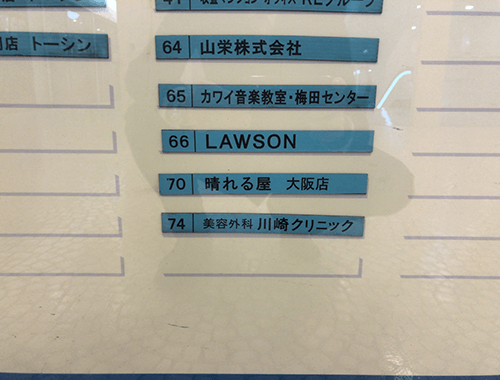 店 トーシン
64 山栄株式会社
65 カワイ音楽教室・梅田センター
66 LAWSON
70 晴れる屋 大阪店
74 美容外科 川崎クリニック